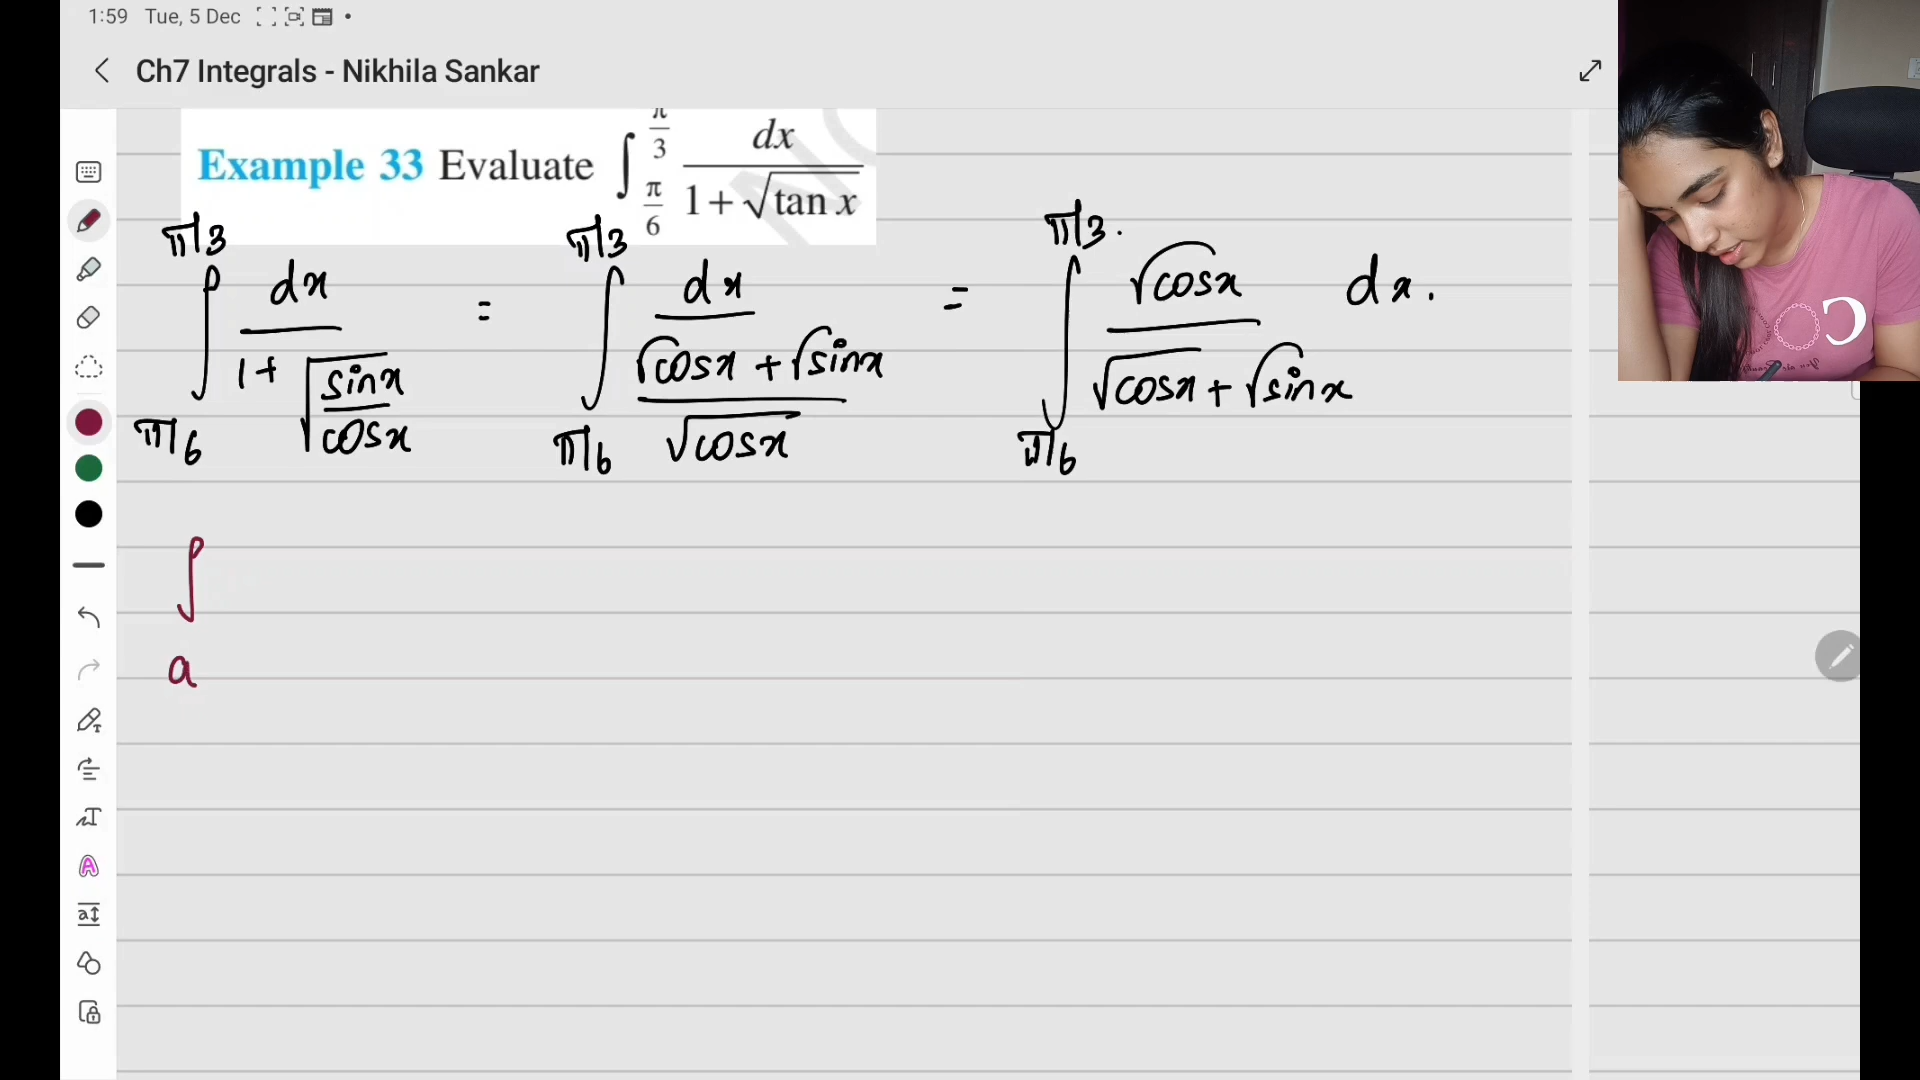 1:59 Tue, 5 Dec
Ch7 Integrals - Nikhila Sankar
Example 33 Evaluate ∫_{π/6}^{π/3} dx / (1 + √tan x)
∫_{π/6}^{π/3} dx / (1 + √(sinx / cosx)) = ∫_{π/6}^{π/3} dx / ((√cosx + √sinx) / √cosx) = ∫_{π/6}^{π/3} √cosx / (√cosx + √sinx) dx.
∫
a